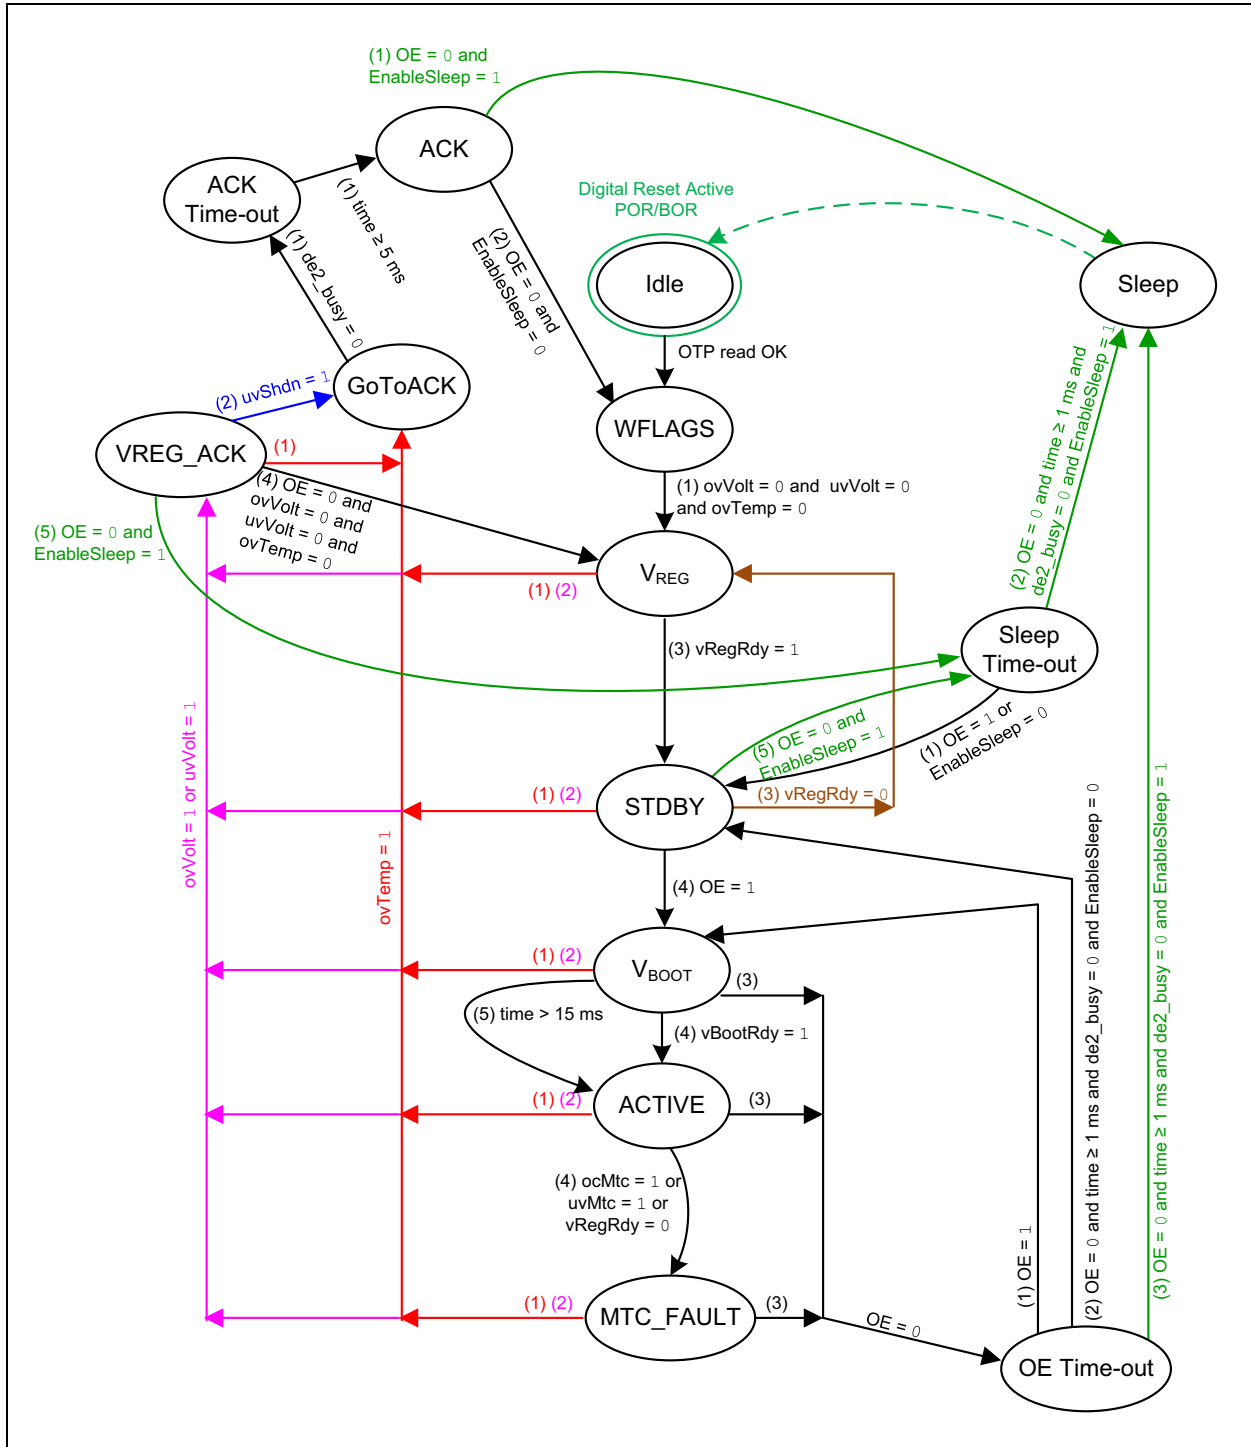 (1) OE = 0 and
EnableSleep = 1
ACK
ACK
Time-out
(1) time ≥ 5 ms
(1) de2_busy = 0
(2) OE = 0 and
EnableSleep = 0
Digital Reset Active
POR/BOR
Idle
Sleep
OTP read OK
GoToACK
(2) uvShdn = 1
VREG_ACK
(1)
WFLAGS
(4) OE = 0 and
ovVolt = 0 and
uvVolt = 0 and
ovTemp = 0
(1) ovVolt = 0 and uvVolt = 0
and ovTemp = 0
(5) OE = 0 and
EnableSleep = 1
(2) OE = 0 and time ≥ 1 ms and
de2_busy = 0 and EnableSleep = 1
VREG
(1) (2)
(3) vRegRdy = 1
Sleep
Time-out
(5) OE = 0 and
EnableSleep = 1
(1) OE = 1 or
EnableSleep = 0
STDBY
(1) (2)
(3) vRegRdy = 0
ovVolt = 1 or uvVolt = 1
ovTemp = 1
(4) OE = 1
VBOOT
(1) (2)
(3)
(5) time > 15 ms
(4) vBootRdy = 1
ACTIVE
(1) (2)
(3)
(4) ocMtc = 1 or
uvMtc = 1 or
vRegRdy = 0
MTC_FAULT
(1) (2)
(3)
OE = 0
(1) OE = 1
(2) OE = 0 and time ≥ 1 ms and de2_busy = 0 and EnableSleep = 0
(3) OE = 0 and time ≥ 1 ms and de2_busy = 0 and EnableSleep = 1
OE Time-out